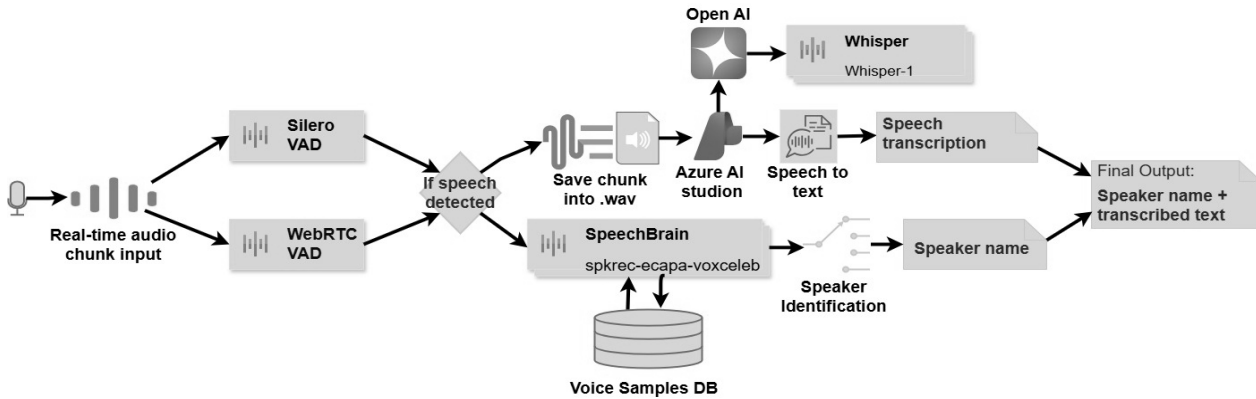 Open AI
Whisper
Whisper-1
Silero
VAD
If speech
detected
Save chunk
into .wav
Azure AI
studion
Speech to
text
Speech
transcription
Final Output:
Speaker name +
transcribed text
Real-time audio
chunk input
WebRTC
VAD
SpeechBrain
spkrec-ecapa-voxceleb
Speaker
Identification
Speaker name
Voice Samples DB